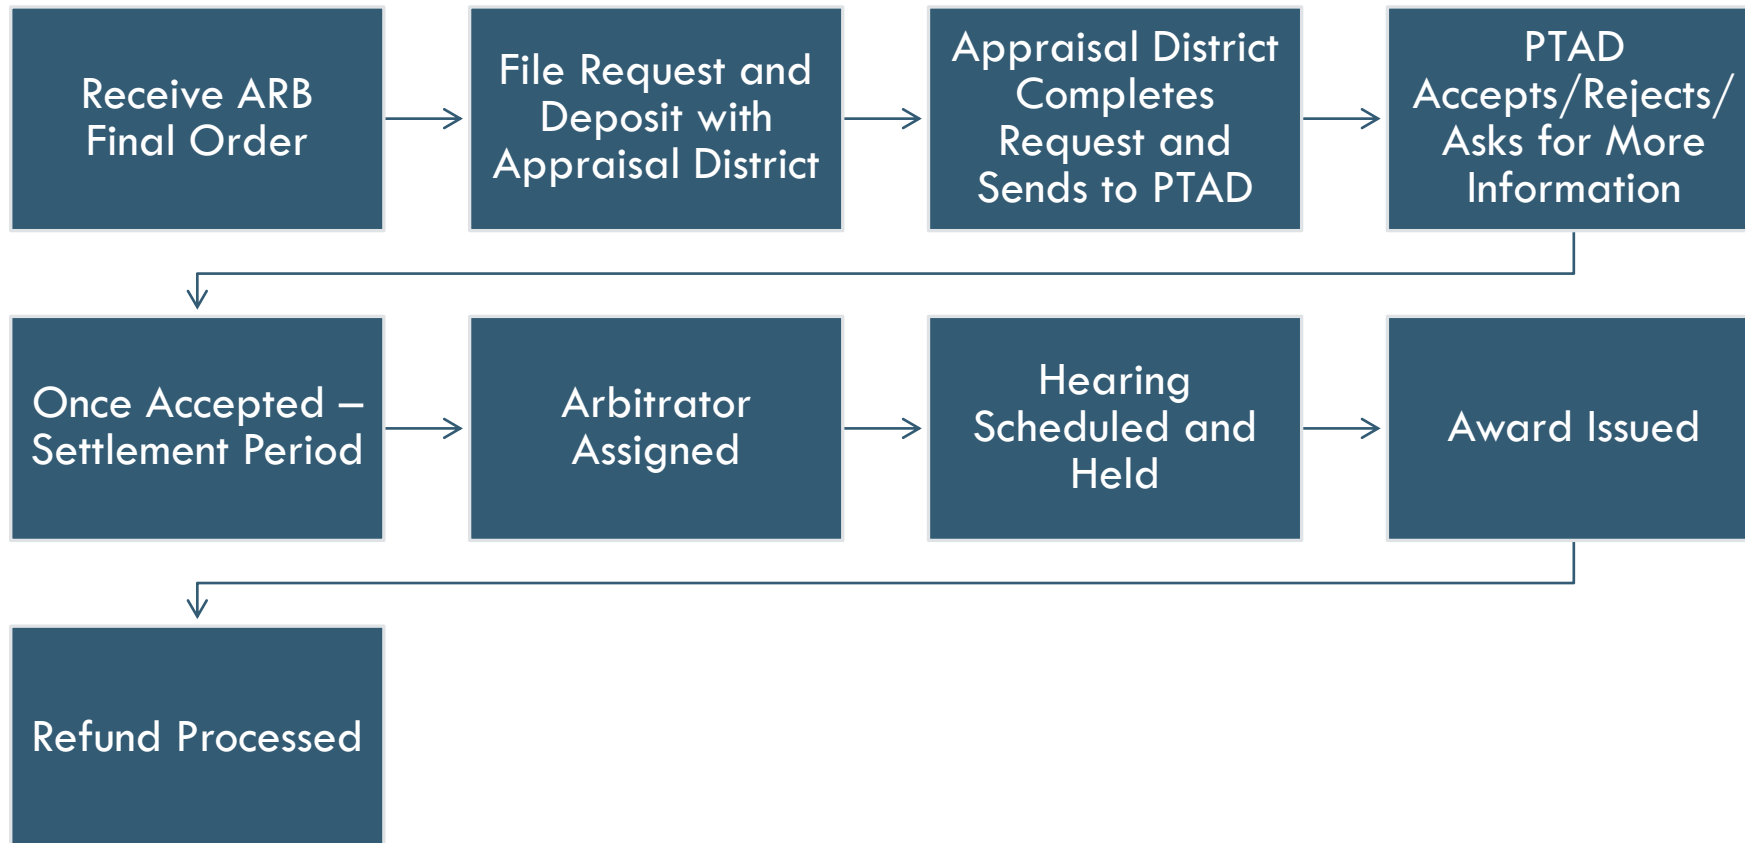 Receive ARB
Final Order
File Request and
Deposit with
Appraisal District
Appraisal District
Completes
Request and
Sends to PTAD
PTAD
Accepts/Rejects/
Asks for More
Information
Once Accepted –
Settlement Period
Arbitrator
Assigned
Hearing
Scheduled and
Held
Award Issued
Refund Processed